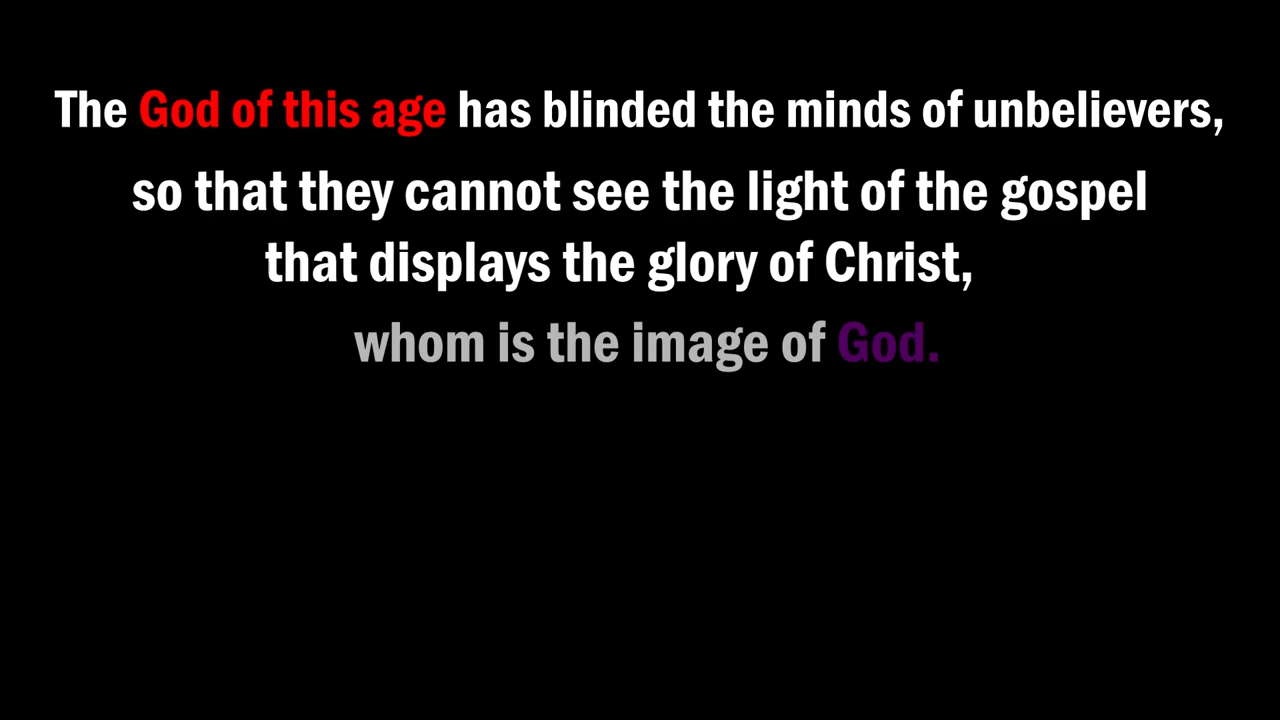 The God of this age has blinded the minds of unbelievers,
so that they cannot see the light of the gospel
that displays the glory of Christ,
whom is the image of God.